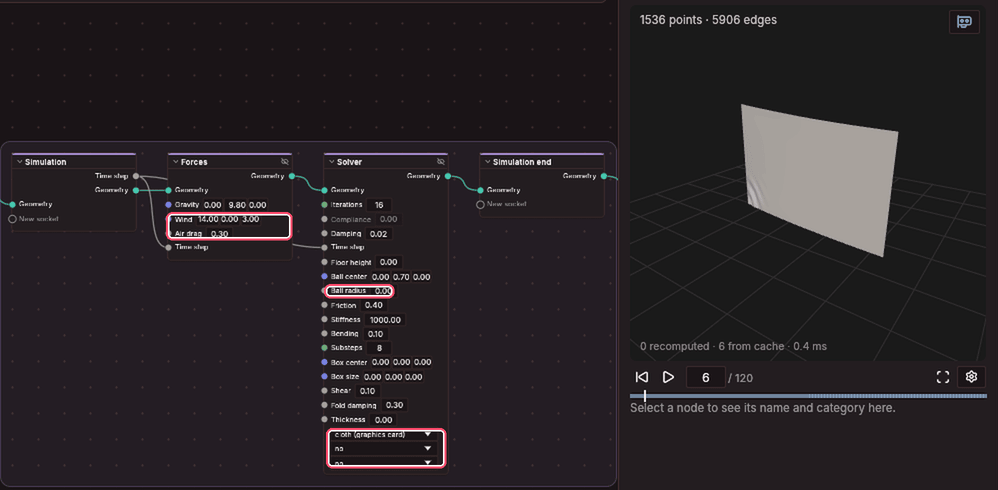 1536 points · 5906 edges
Simulation
Time step
Geometry
Geometry
New socket
Forces
Geometry
Geometry
Gravity 0.00 9.80 0.00
Wind 14.00 0.00 3.00
Air drag 0.30
Time step
Solver
Geometry
Geometry
Iterations 16
Compliance 0.00
Damping 0.02
Time step
Floor height 0.00
Ball center 0.00 0.70 0.00
Ball radius 0.00
Friction 0.40
Stiffness 1000.00
Bending 0.10
Substeps 8
Box center 0.00 0.00 0.00
Box size 0.00 0.00 0.00
Shear 0.10
Fold damping 0.30
Thickness 0.00
cloth (graphics card)
no
no
Simulation end
Geometry
Geometry
New socket
0 recomputed · 6 from cache · 0.4 ms
6 / 120
Select a node to see its name and category here.